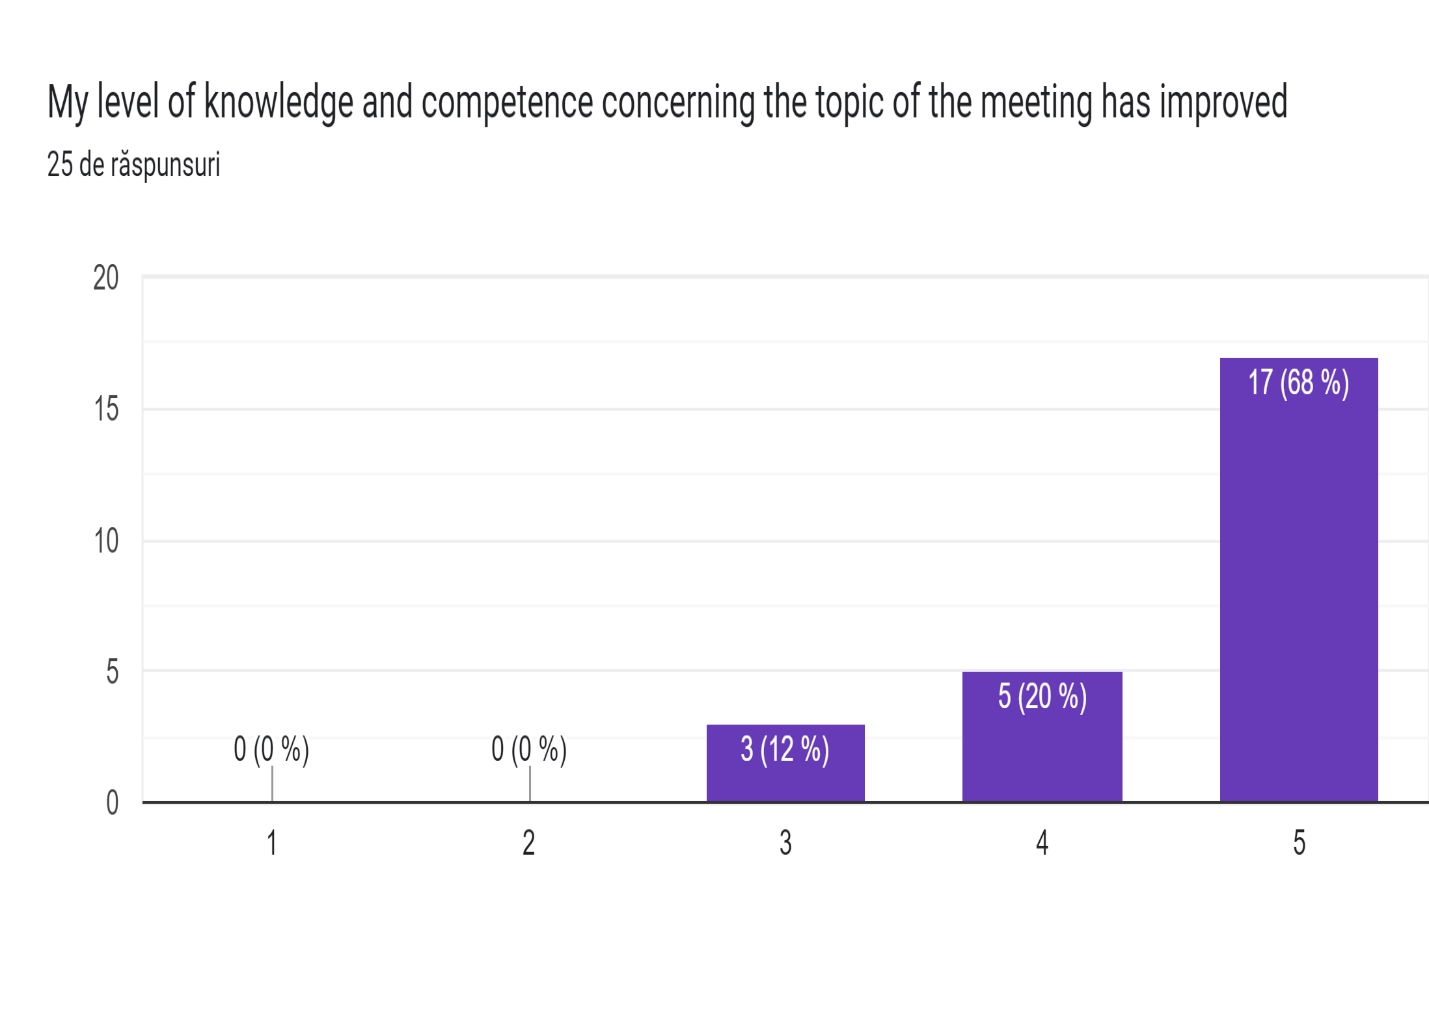 My level of knowledge and competence concerning the topic of the meeting has improved
25 de răspunsuri
20
15
10
5
0
0 (0 %)
0 (0 %)
3 (12 %)
5 (20 %)
17 (68 %)
1
2
3
4
5